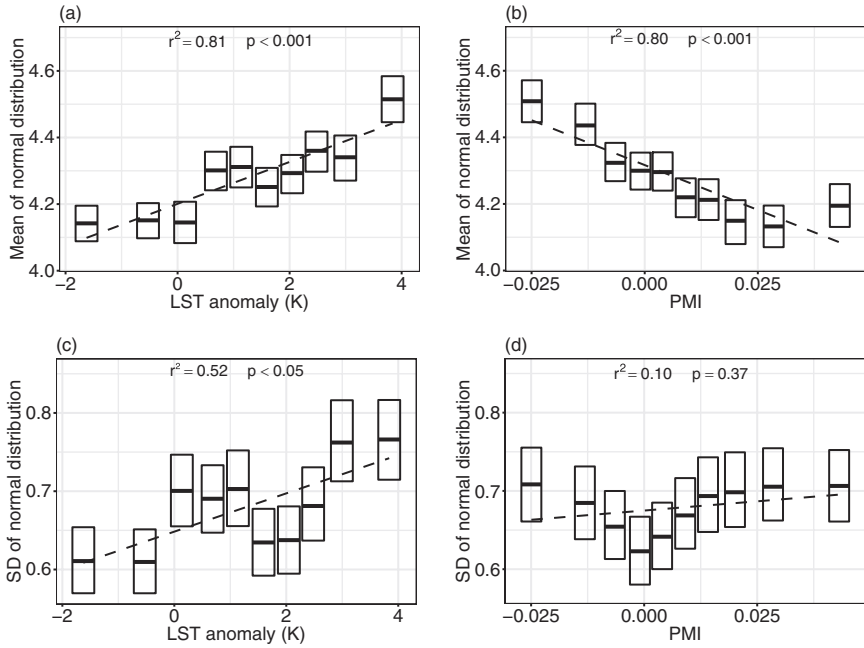 (a)
r² = 0.81 p < 0.001
Mean of normal distribution
4.6
4.4
4.2
4.0
−2 0 2 4
LST anomaly (K)
(b)
r² = 0.80 p < 0.001
Mean of normal distribution
4.6
4.4
4.2
4.0
−0.025 0.000 0.025
PMI
(c)
r² = 0.52 p < 0.05
SD of normal distribution
0.8
0.7
0.6
−2 0 2 4
LST anomaly (K)
(d)
r² = 0.10 p = 0.37
SD of normal distribution
0.8
0.7
0.6
−0.025 0.000 0.025
PMI